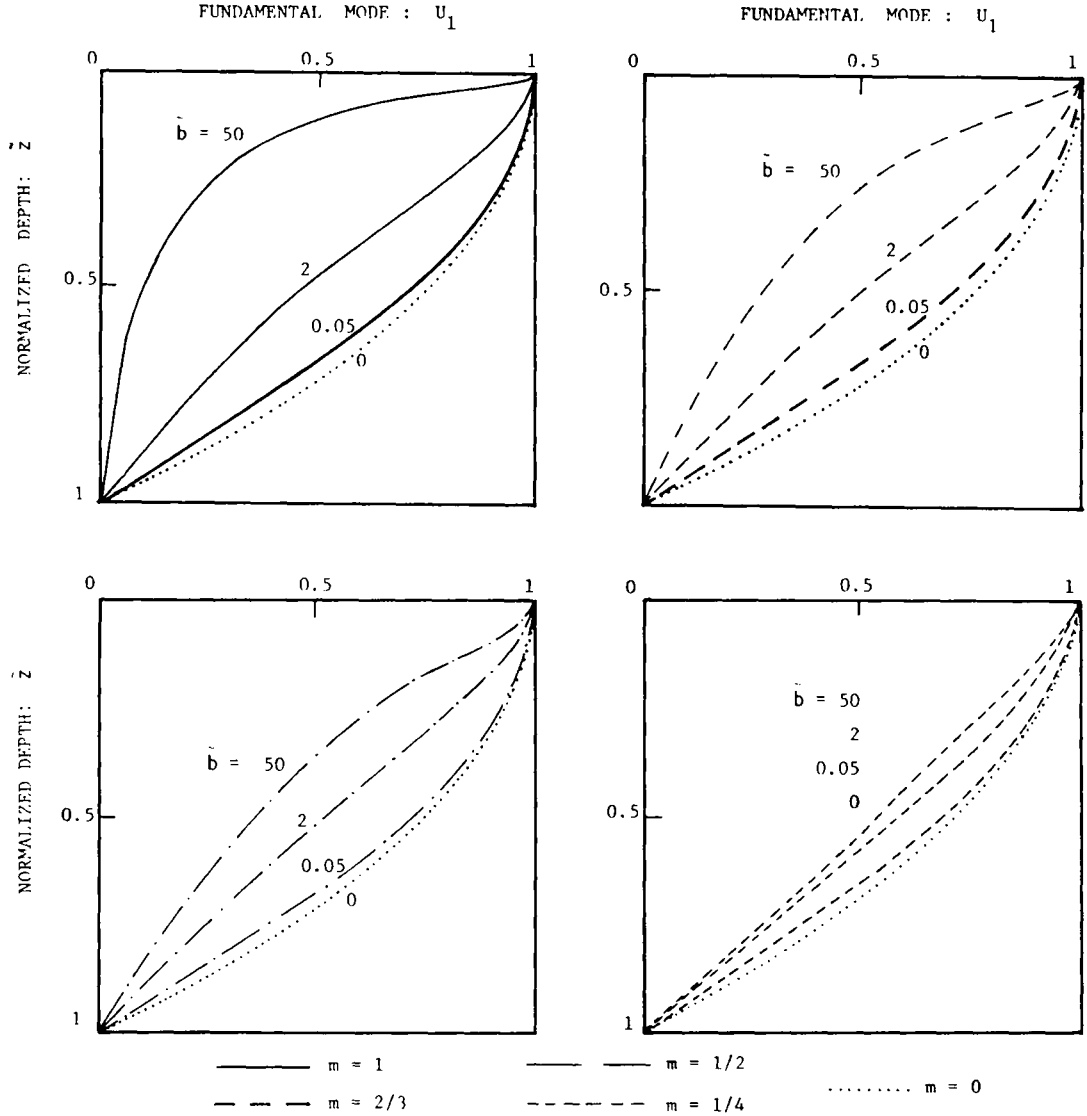 FUNDAMENTAL MODE : U1
FUNDAMENTAL MODE : U1
0 0.5 1
0 0.5 1
b̃ = 50
b̃ = 50
NORMALIZED DEPTH: z̃
2
2
0.5
0.5
0.05
0.05
0
0
1
0 0.5 1
0 0.5 1
b̃ = 50
b̃ = 50
2
0.05
0
NORMALIZED DEPTH: z̃
0.5
0.5
2
0.05
0
1
1
m = 1
m = 1/2
m = 0
m = 2/3
m = 1/4